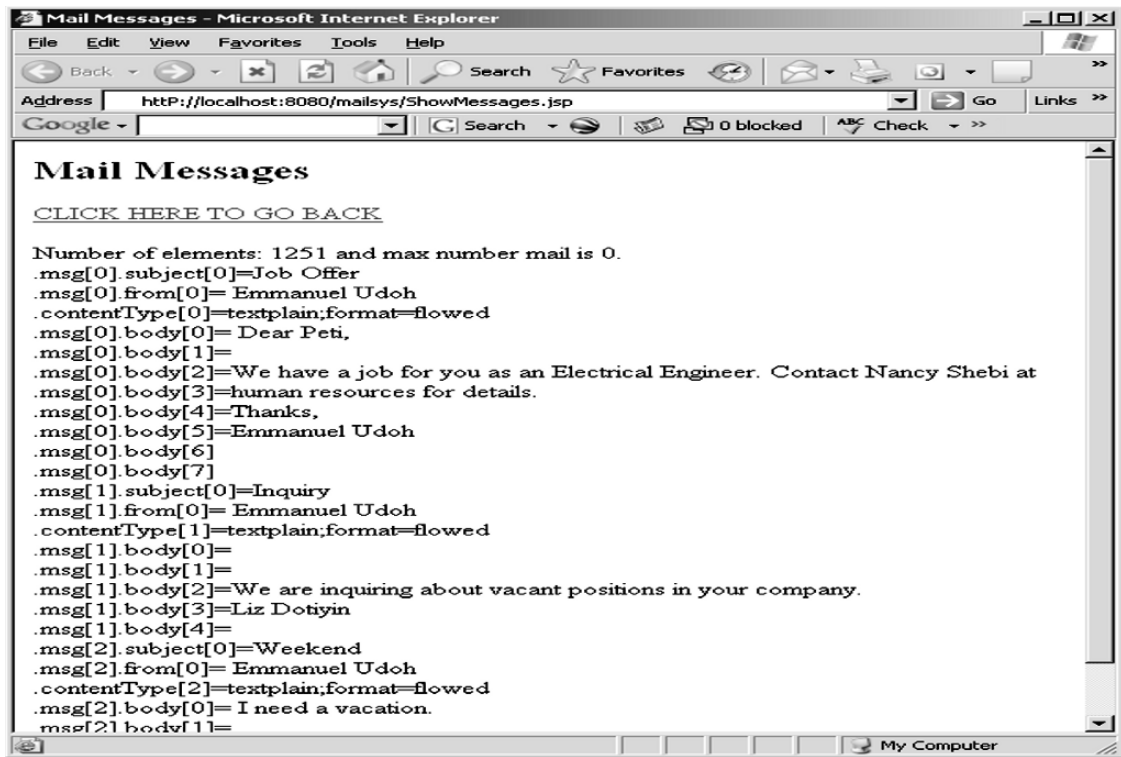 Mail Messages - Microsoft Internet Explorer
File Edit View Favorites Tools Help
Back Search Favorites
Address httP://localhost:8080/mailsys/ShowMessages.jsp Go Links
Google Search 0 blocked ABC Check
Mail Messages
CLICK HERE TO GO BACK
Number of elements: 1251 and max number mail is 0.
.msg[0].subject[0]=Job Offer
.msg[0].from[0]= Emmanuel Udoh
.contentType[0]=textplain;format=flowed
.msg[0].body[0]= Dear Peti,
.msg[0].body[1]=
.msg[0].body[2]=We have a job for you as an Electrical Engineer. Contact Nancy Shebi at
.msg[0].body[3]=human resources for details.
.msg[0].body[4]=Thanks,
.msg[0].body[5]=Emmanuel Udoh
.msg[0].body[6]
.msg[0].body[7]
.msg[1].subject[0]=Inquiry
.msg[1].from[0]= Emmanuel Udoh
.contentType[1]=textplain;format=flowed
.msg[1].body[0]=
.msg[1].body[1]=
.msg[1].body[2]=We are inquiring about vacant positions in your company.
.msg[1].body[3]=Liz Dotiyin
.msg[1].body[4]=
.msg[2].subject[0]=Weekend
.msg[2].from[0]= Emmanuel Udoh
.contentType[2]=textplain;format=flowed
.msg[2].body[0]= I need a vacation.
.msg[2].body[1]=
My Computer